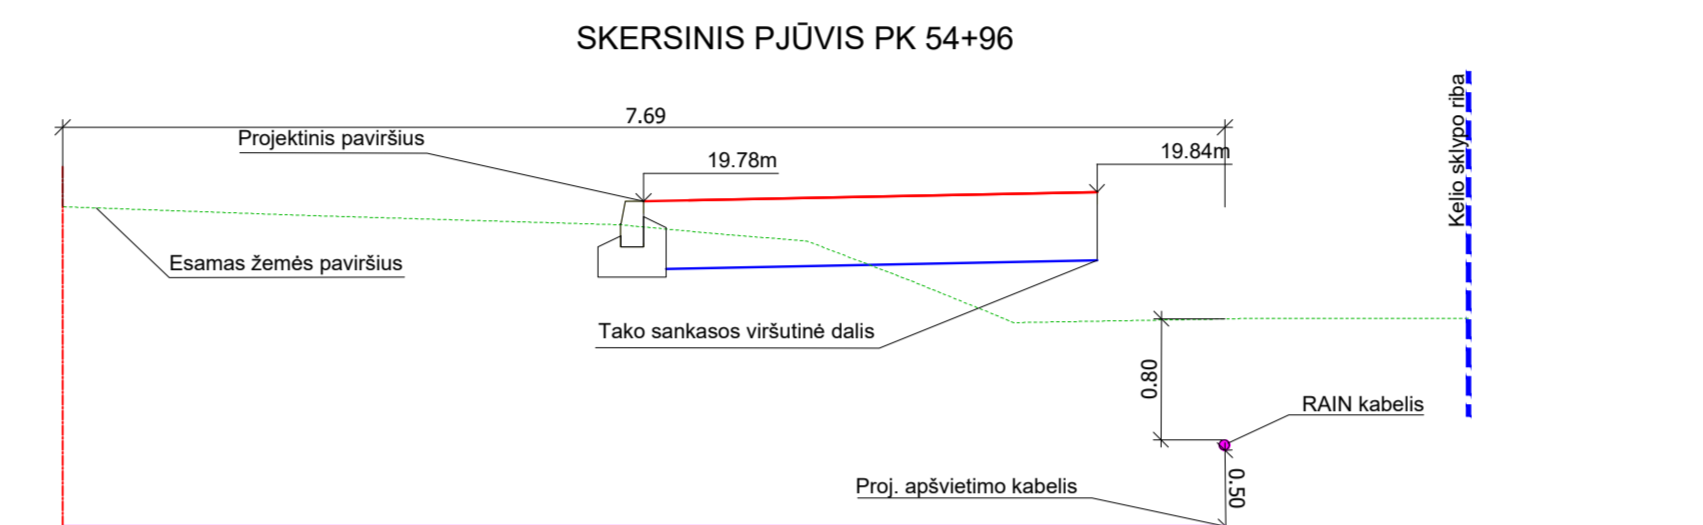 SKERSINIS PJŪVIS PK 54+96
7.69
Projektinis paviršius
19.78m
19.84m
Kelio sklypo riba
Esamas žemės paviršius
Tako sankasos viršutinė dalis
0.80
RAIN kabelis
Proj. apšvietimo kabelis
0.50